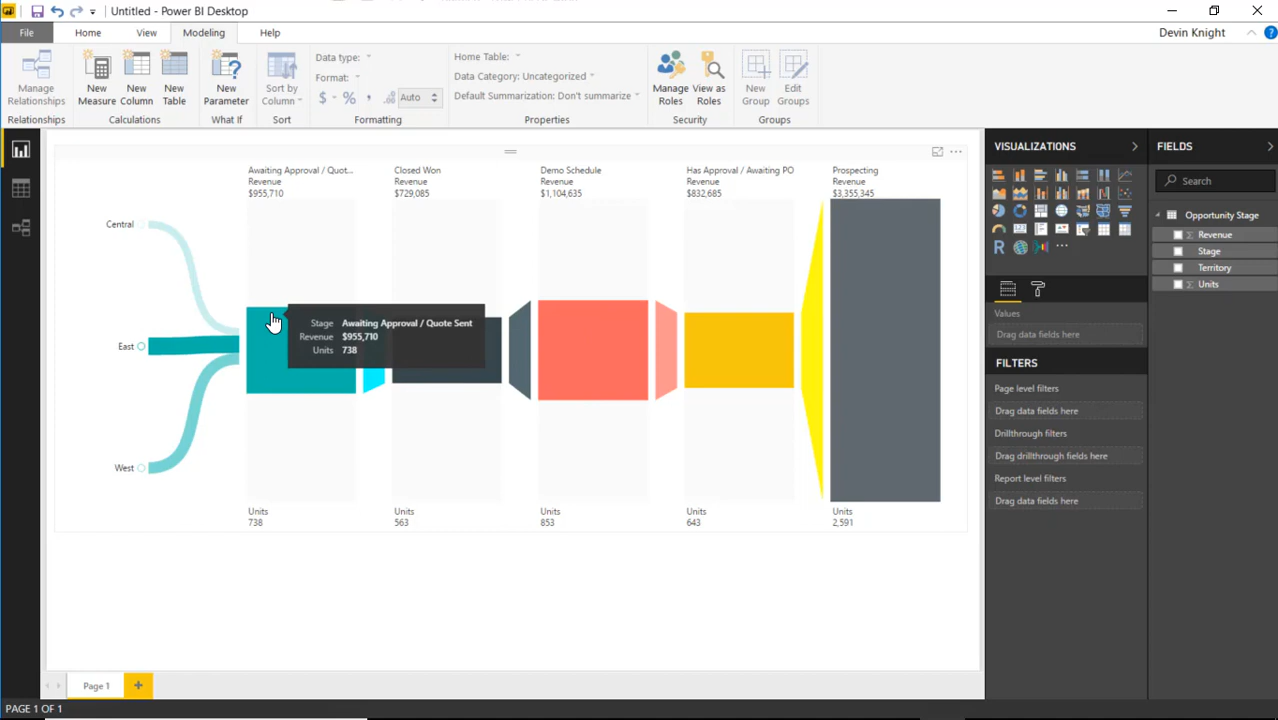 Untitled - Power BI Desktop
File
Home
View
Modeling
Help
Devin Knight
Manage
Relationships
Relationships
New
Measure
New
Column
New
Table
Calculations
New
Parameter
What If
Sort by
Column
Sort
Data type:
Format:
$ % , .00 Auto
Formatting
Home Table:
Data Category: Uncategorized
Default Summarization: Don't summarize
Properties
Manage
Roles
View as
Roles
Security
New
Group
Edit
Groups
Groups
Awaiting Approval / Quot...
Revenue
$955,710
Closed Won
Revenue
$729,085
Demo Schedule
Revenue
$1,104,635
Has Approval / Awaiting PO
Revenue
$832,685
Prospecting
Revenue
$3,355,345
Central
East
West
Stage Awaiting Approval / Quote Sent
Revenue $955,710
Units 738
Units
738
Units
563
Units
853
Units
643
Units
2,591
VISUALIZATIONS
R
Values
Drag data fields here
FILTERS
Page level filters
Drag data fields here
Drillthrough filters
Drag drillthrough fields here
Report level filters
Drag data fields here
FIELDS
Search
Opportunity Stage
Σ Revenue
Stage
Territory
Σ Units
Page 1
PAGE 1 OF 1